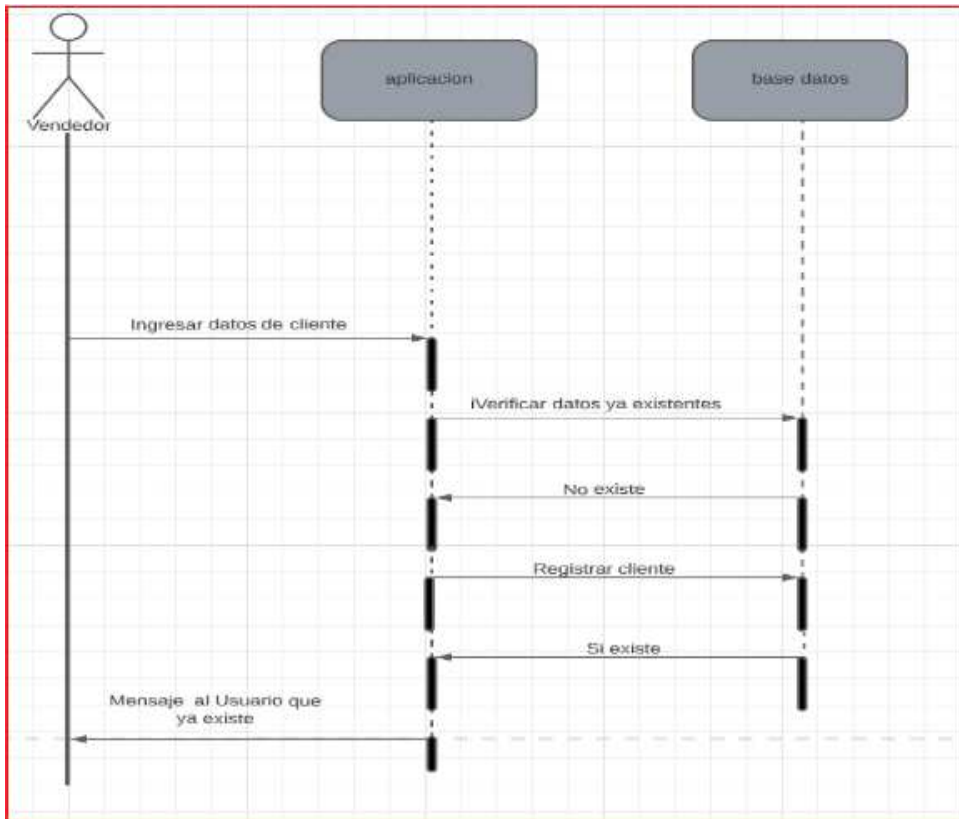 aplicacion
base datos
Vendedor
Ingresar datos de cliente
iVerificar datos ya existentes
No existe
Registrar cliente
Si existe
Mensaje al Usuario que
ya existe